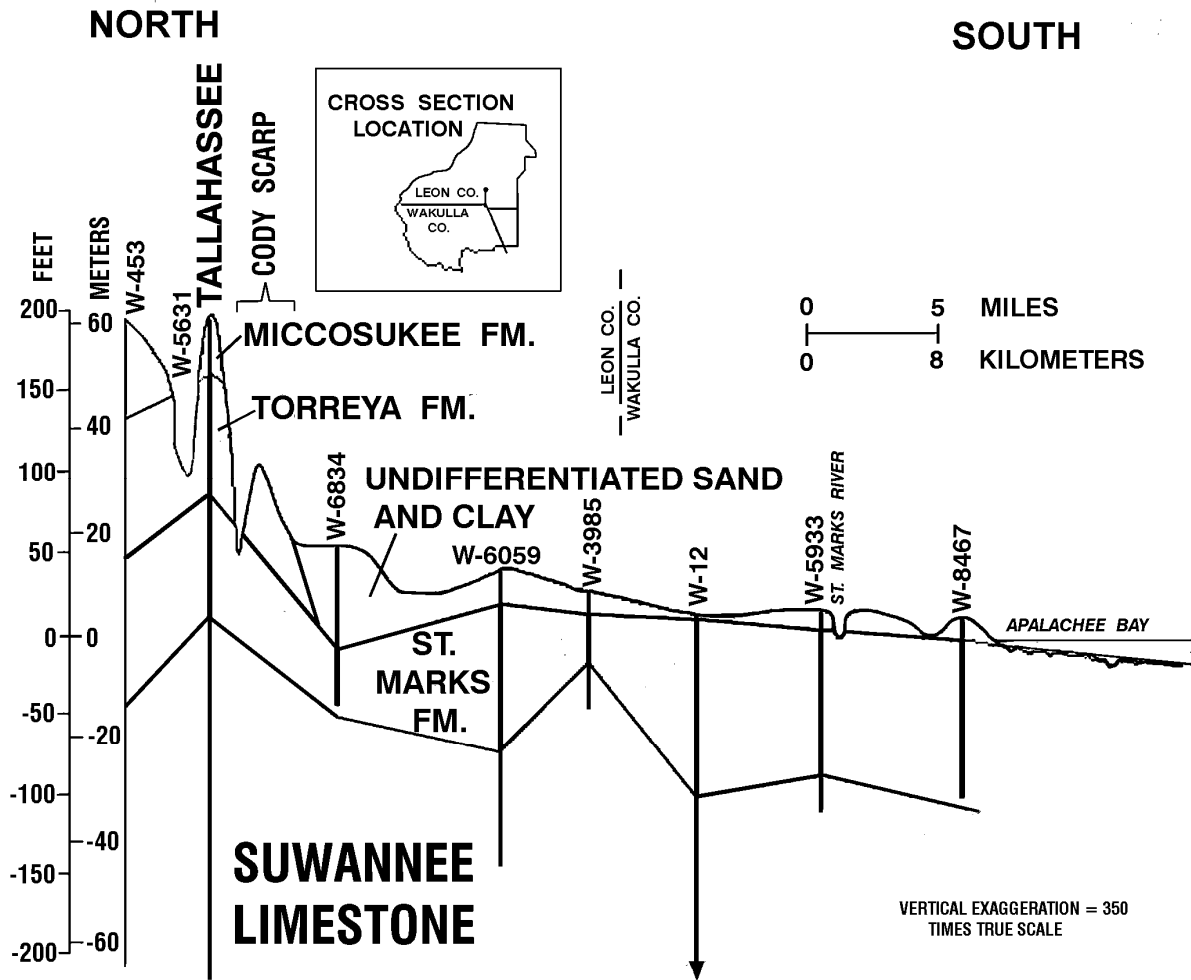 NORTH
SOUTH
TALLAHASSEE
CODY SCARP
CROSS SECTION
LOCATION
LEON CO.
WAKULLA
CO.
FEET
METERS
W-453
W-5631
200
150
100
50
0
-50
-100
-150
-200
60
40
20
0
-20
-40
-60
MICCOSUKEE FM.
TORREYA FM.
LEON CO.
WAKULLA CO.
0 5 MILES
0 8 KILOMETERS
UNDIFFERENTIATED SAND
AND CLAY
W-6834
W-6059
W-3985
W-12
W-5933
ST. MARKS RIVER
W-8467
APALACHEE BAY
ST.
MARKS
FM.
SUWANNEE
LIMESTONE
VERTICAL EXAGGERATION = 350
TIMES TRUE SCALE